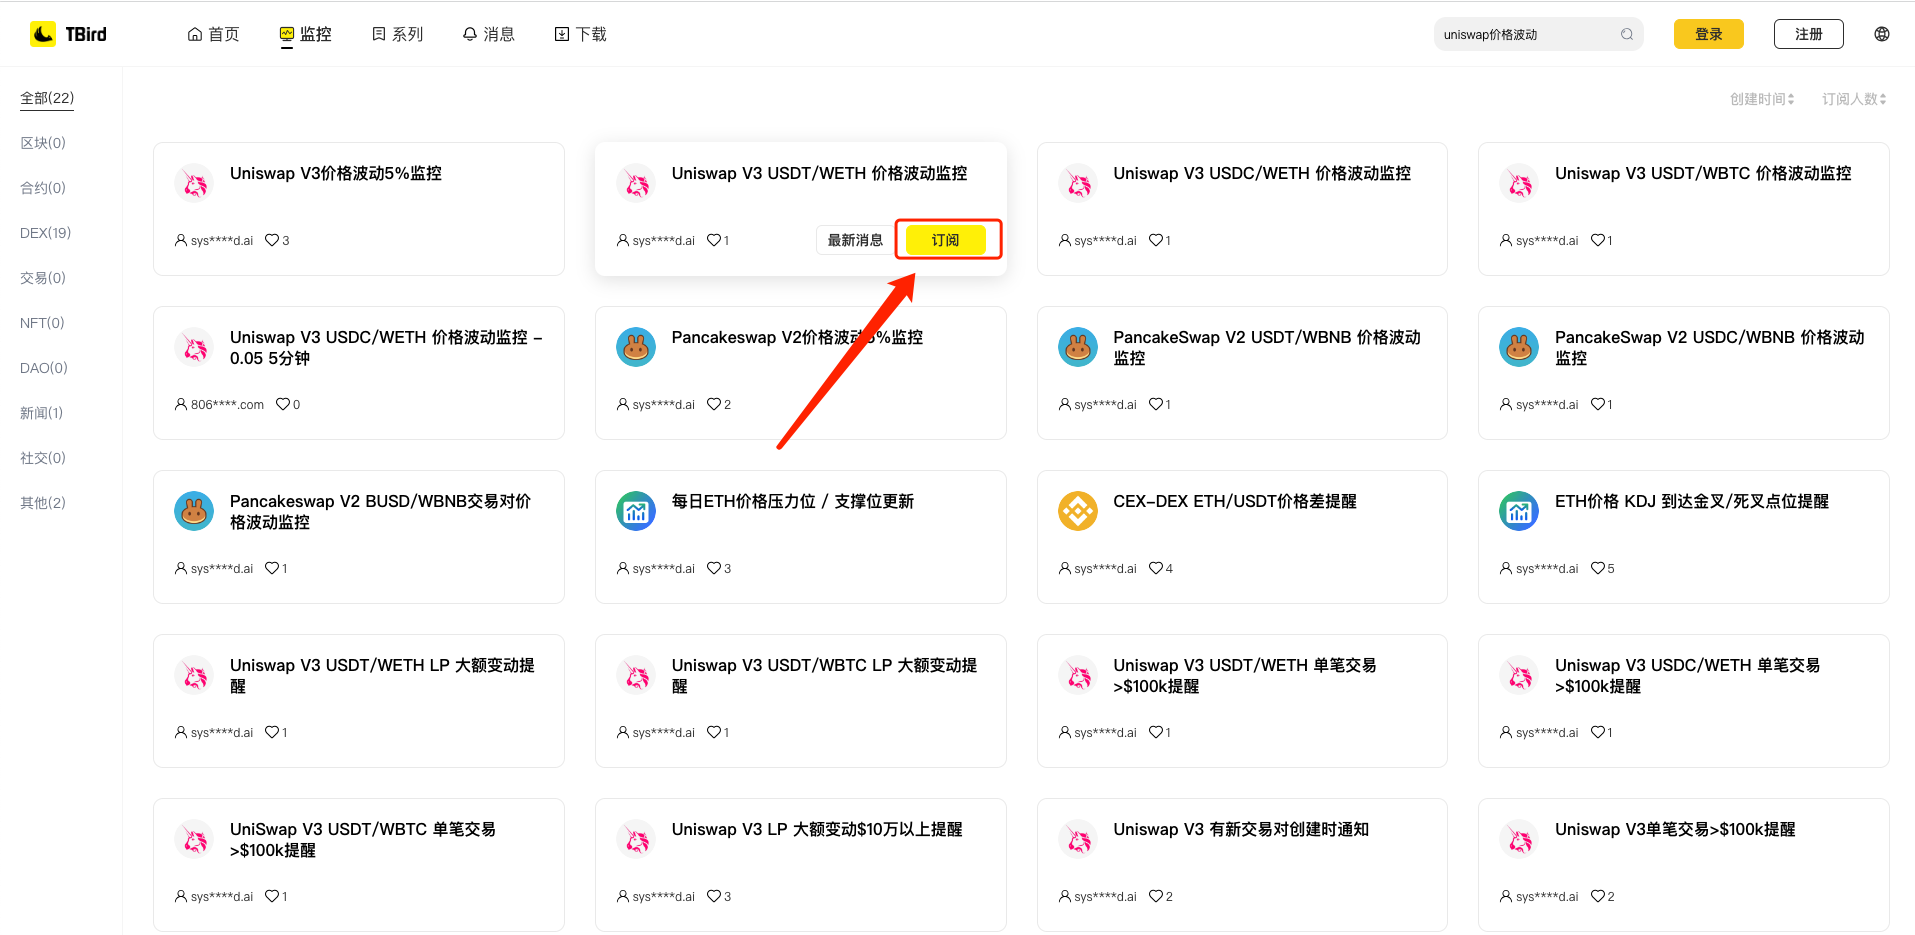 TBird
首页
监控
系列
消息
下载
uniswap价格波动
登录
注册
全部(22)
区块(0)
合约(0)
DEX(19)
交易(0)
NFT(0)
DAO(0)
新闻(1)
社交(0)
其他(2)
创建时间
订阅人数
Uniswap V3价格波动5%监控
sys****d.ai 3
Uniswap V3 USDT/WETH 价格波动监控
sys****d.ai 1
最新消息
订阅
Uniswap V3 USDC/WETH 价格波动监控
sys****d.ai 1
Uniswap V3 USDT/WBTC 价格波动监控
sys****d.ai 1
Uniswap V3 USDC/WETH 价格波动监控 –
0.05 5分钟
806****.com 0
Pancakeswap V2价格波动5%监控
sys****d.ai 2
PancakeSwap V2 USDT/WBNB 价格波动
监控
sys****d.ai 1
PancakeSwap V2 USDC/WBNB 价格波动
监控
sys****d.ai 1
Pancakeswap V2 BUSD/WBNB交易对价
格波动监控
sys****d.ai 1
每日ETH价格压力位 / 支撑位更新
sys****d.ai 3
CEX–DEX ETH/USDT价格差提醒
sys****d.ai 4
ETH价格 KDJ 到达金叉/死叉点位提醒
sys****d.ai 5
Uniswap V3 USDT/WETH LP 大额变动提
醒
sys****d.ai 1
Uniswap V3 USDT/WBTC LP 大额变动提
醒
sys****d.ai 1
Uniswap V3 USDT/WETH 单笔交易
>$100k提醒
sys****d.ai 1
Uniswap V3 USDC/WETH 单笔交易
>$100k提醒
sys****d.ai 1
UniSwap V3 USDT/WBTC 单笔交易
>$100k提醒
sys****d.ai 1
Uniswap V3 LP 大额变动$10万以上提醒
sys****d.ai 3
Uniswap V3 有新交易对创建时通知
sys****d.ai 2
Uniswap V3单笔交易>$100k提醒
sys****d.ai 2